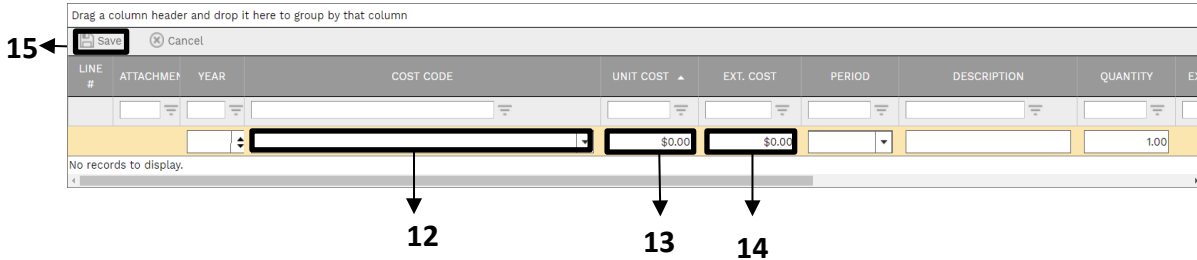 Drag a column header and drop it here to group by that column
15 Save Cancel
LINE # ATTACHMEN YEAR COST CODE UNIT COST ▲ EXT. COST PERIOD DESCRIPTION QUANTITY E
$0.00 $0.00 1.00
No records to display.
12 13 14